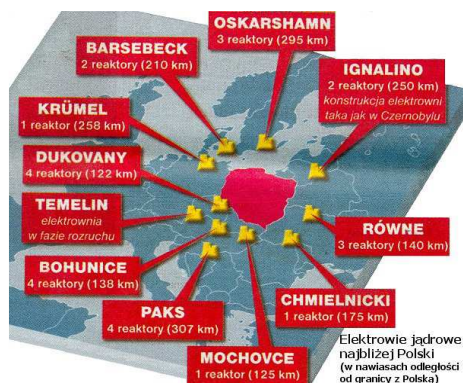 OSKARSHAMN
3 reaktory (295 km)
BARSEBECK
2 reaktory (210 km)
IGNALINO
2 reaktory (250 km)
konstrukcja elektrowni
taka jak w Czernobylu
KRÜMEL
1 reaktor (258 km)
DUKOVANY
4 reaktory (122 km)
TEMELIN
elektrownia
w fazie rozruchu
RÓWNE
3 reaktory (140 km)
BOHUNICE
4 reaktory (138 km)
CHMIELNICKI
1 reaktor (175 km)
PAKS
4 reaktory (307 km)
MOCHOVCE
1 reaktor (125 km)
Elektrowie jądrowe
najbliżej Polski
(w nawiasach odległości
od granicy z Polską)